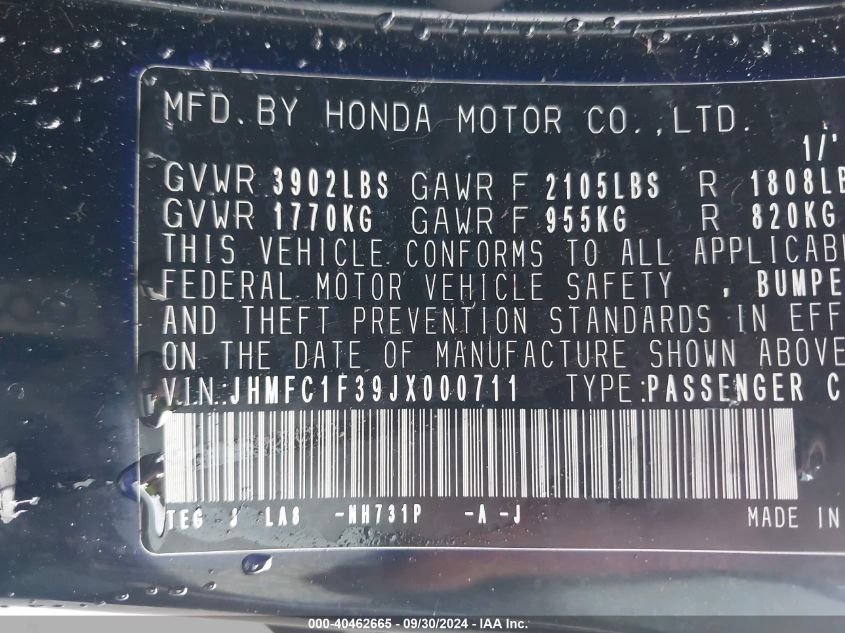 MFD.BY HONDA MOTOR CO.,LTD.
1/
GVWR 3902LBS GAWR F 2105LBS R 1808LB
GVWR 1770KG GAWR F 955KG R 820KG
THIS VEHICLE CONFORMS TO ALL APPLICAB
FEDERAL MOTOR VEHICLE SAFETY , BUMPE
AND THEFT PREVENTION STANDARDS IN EFF
ON THE DATE OF MANUFACTURE SHOWN ABOVE
V.I.N.:JHMFC1F39JX000711 TYPE:PASSENGER C
TEG 3 LA8 -NH731P -A -J
MADE IN
000-40462665 - 09/30/2024 - IAA Inc.